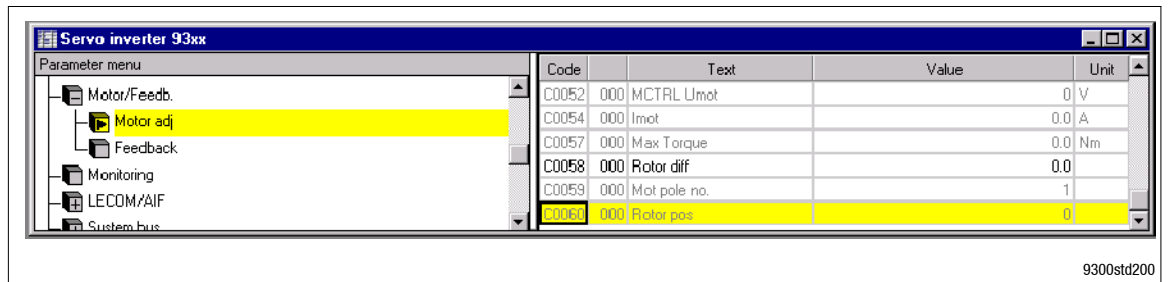 Servo inverter 93xx
Parameter menu
Motor/Feedb.
Motor adj
Feedback
Monitoring
LECOM/AIF
System bus
Code Text Value Unit
C0052 000 MCTRL Umot 0 V
C0054 000 Imot 0.0 A
C0057 000 Max Torque 0.0 Nm
C0058 000 Rotor diff 0.0
C0059 000 Mot pole no. 1
C0060 000 Rotor pos 0
9300std200